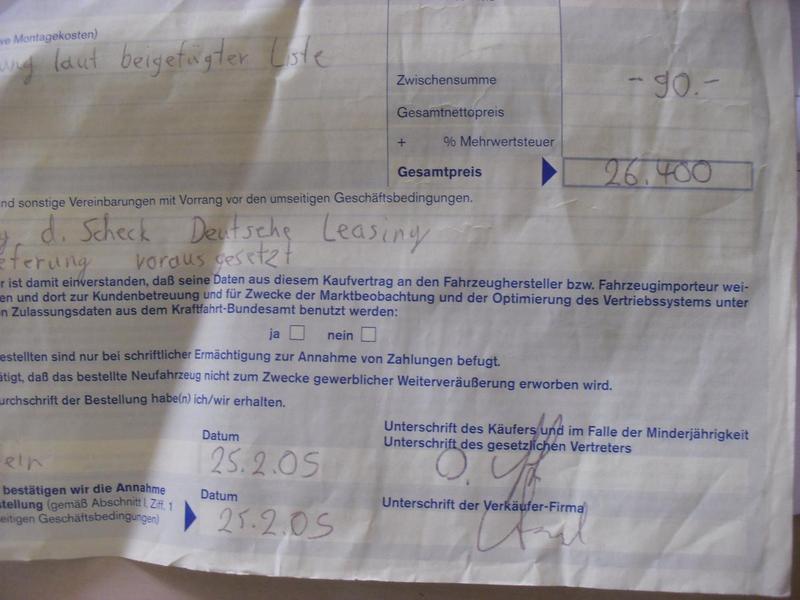 ve Montagekosten)
ung laut beigefügter Liste
Zwischensumme -90.-
Gesamtnettopreis
+ % Mehrwertsteuer
Gesamtpreis 26.400
nd sonstige Vereinbarungen mit Vorrang vor den umseitigen Geschäftsbedingungen.
g d. Scheck Deutsche Leasing
eferung voraus gesetzt
r ist damit einverstanden, daß seine Daten aus diesem Kaufvertrag an den Fahrzeughersteller bzw. Fahrzeugimporteur wei-
en und dort zur Kundenbetreuung und für Zwecke der Marktbeobachtung und der Optimierung des Vertriebssystems unter
n Zulassungsdaten aus dem Kraftfahrt-Bundesamt benutzt werden:
ja nein
estellten sind nur bei schriftlicher Ermächtigung zur Annahme von Zahlungen befugt.
ätigt, daß das bestellte Neufahrzeug nicht zum Zwecke gewerblicher Weiterveräußerung erworben wird.
urchschrift der Bestellung habe(n) ich/wir erhalten.
Datum
Unterschrift des Käufers und im Falle der Minderjährigkeit
Unterschrift des gesetzlichen Vertreters
ein 25.2.05
bestätigen wir die Annahme
stellung (gemäß Abschnitt I, Ziff. 1
eitigen Geschäftsbedingungen)
Datum
25.2.05
Unterschrift der Verkäufer-Firma